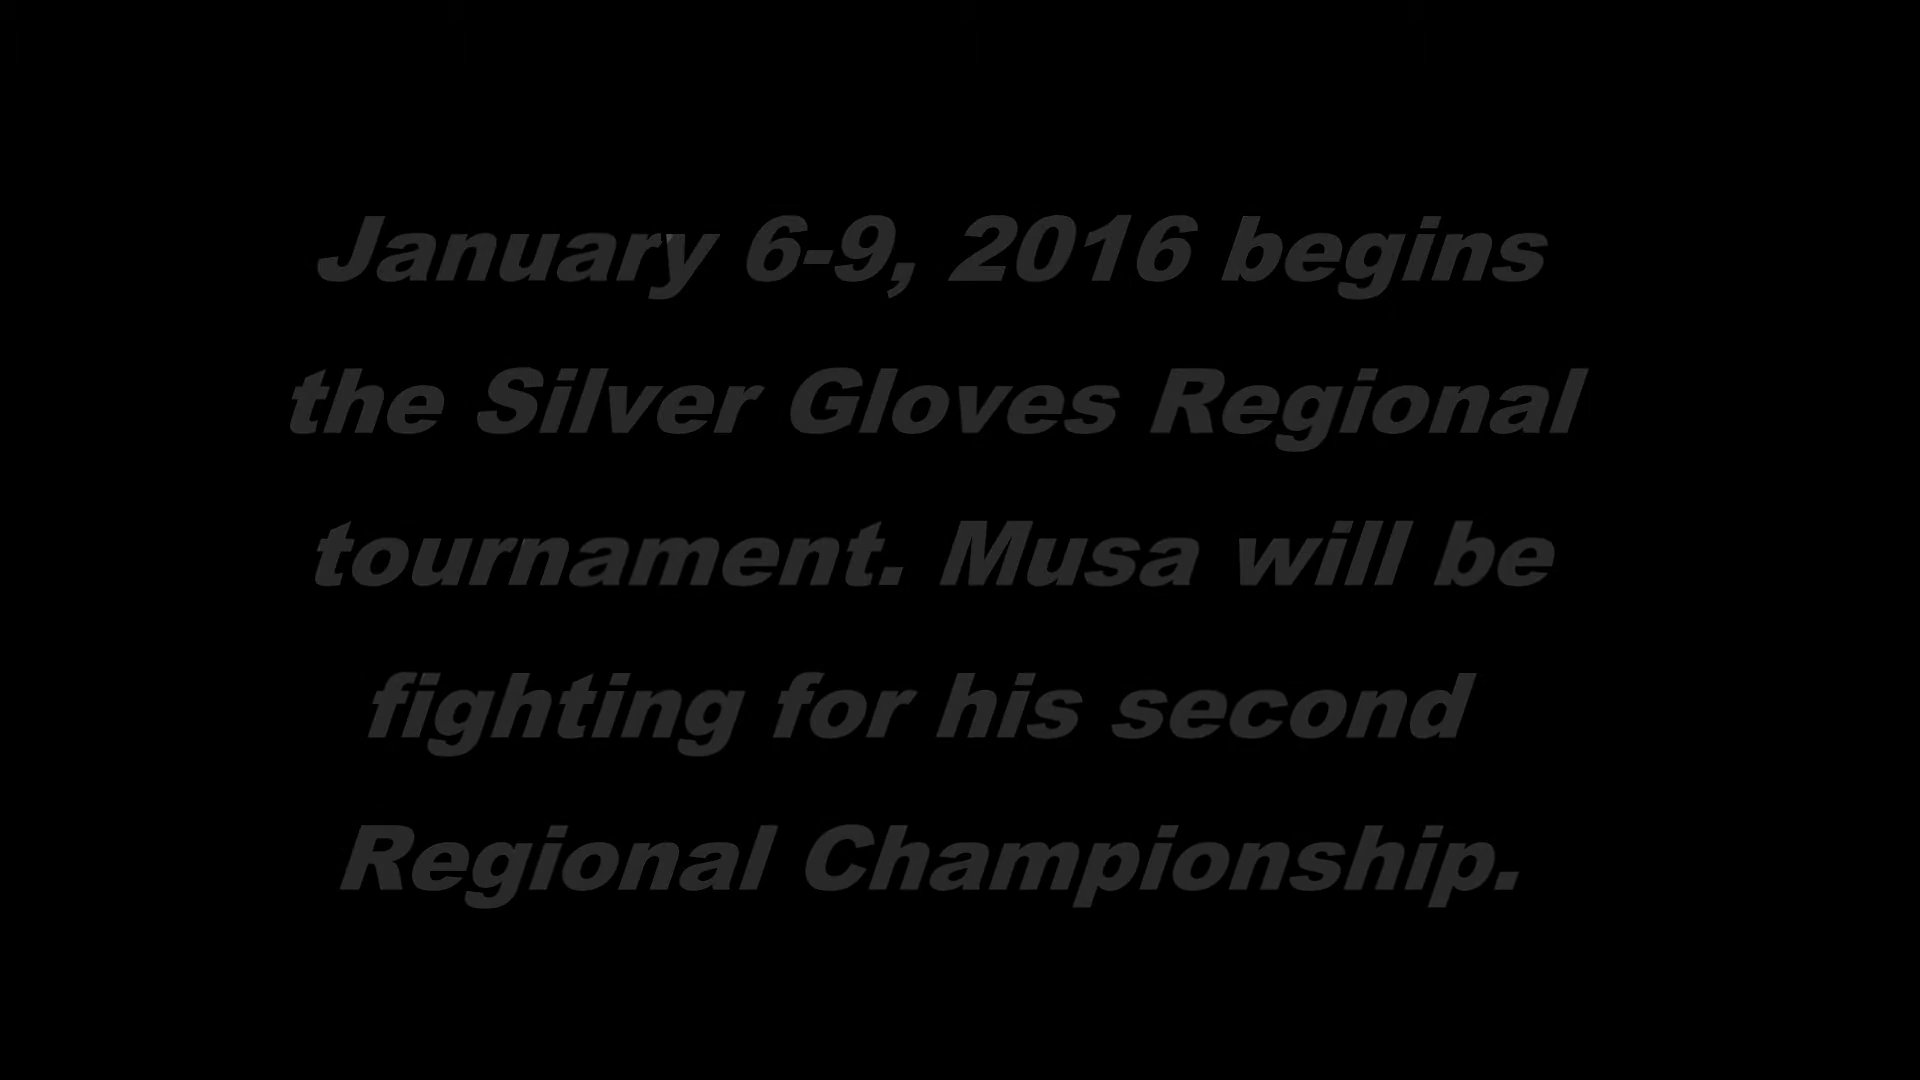 January 6-9, 2016 begins
the Silver Gloves Regional
tournament. Musa will be
fighting for his second
Regional Championship.